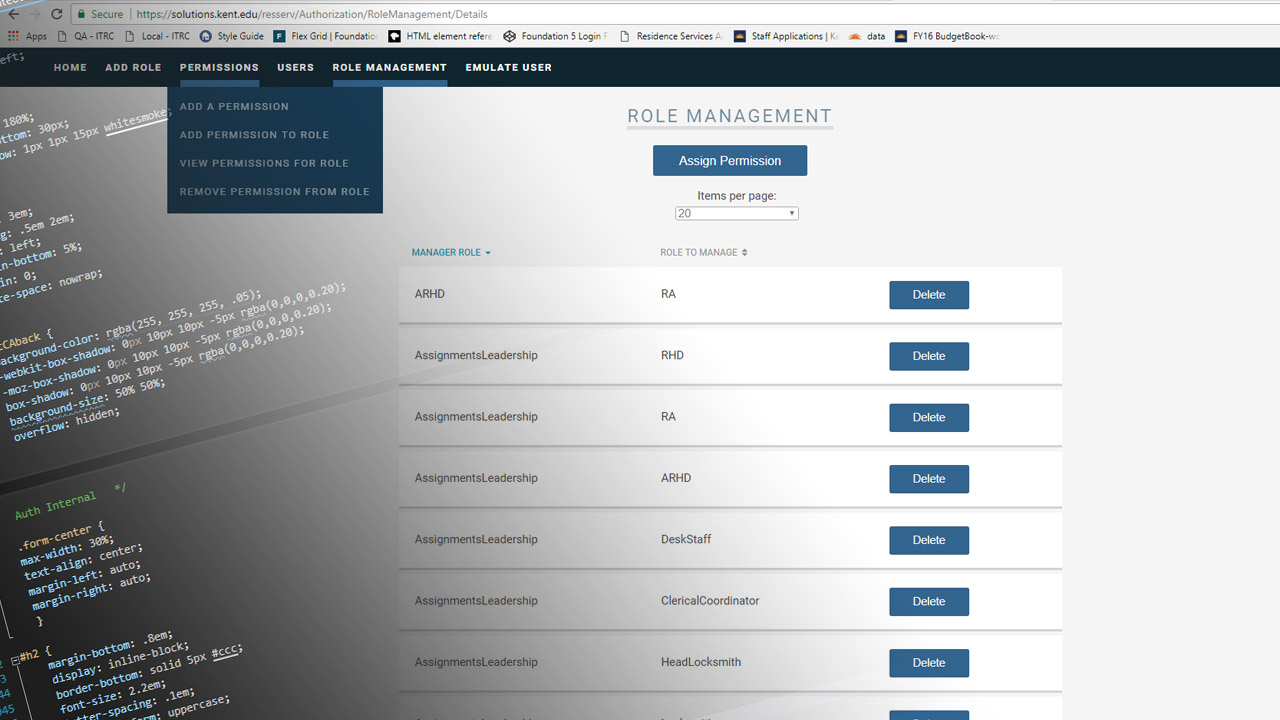 Secure https://solutions.kent.edu/resserv/Authorization/RoleManagement/Details
Apps QA - ITRC Local - ITRC Style Guide Flex Grid | Foundation HTML element refere Foundation 5 Login F Residence Services Au Staff Applications | Ke data FY16 BudgetBook-wo
HOME ADD ROLE PERMISSIONS USERS ROLE MANAGEMENT EMULATE USER
ADD A PERMISSION
ADD PERMISSION TO ROLE
VIEW PERMISSIONS FOR ROLE
REMOVE PERMISSION FROM ROLE
ROLE MANAGEMENT
Assign Permission
Items per page:
20
MANAGER ROLE ROLE TO MANAGE
ARHD RA Delete
AssignmentsLeadership RHD Delete
AssignmentsLeadership RA Delete
AssignmentsLeadership ARHD Delete
AssignmentsLeadership DeskStaff Delete
AssignmentsLeadership ClericalCoordinator Delete
AssignmentsLeadership HeadLocksmith Delete
eft;
180%;
ottom: 30px;
ow: 1px 1px 15px whitesmoke;
3em;
g: .5em 2em;
left;
n-bottom: 5%;
in: 0;
te-space: nowrap;
tCAback {
background-color: rgba(255, 255, 255, .05);
-webkit-box-shadow: 0px 10px 10px -5px rgba(0,0,0,0.20);
-moz-box-shadow: 0px 10px 10px -5px rgba(0,0,0,0.20);
box-shadow: 0px 10px 10px -5px rgba(0,0,0,0.20);
background-size: 50% 50%;
overflow: hidden;
Auth Internal */
.form-center {
max-width: 30%;
text-align: center;
margin-left: auto;
margin-right: auto;
}
#h2 {
margin-bottom: .8em;
display: inline-block;
border-bottom: solid 5px #ccc;
font-size: 2.2em;
letter-spacing: .1em;
uppercase;